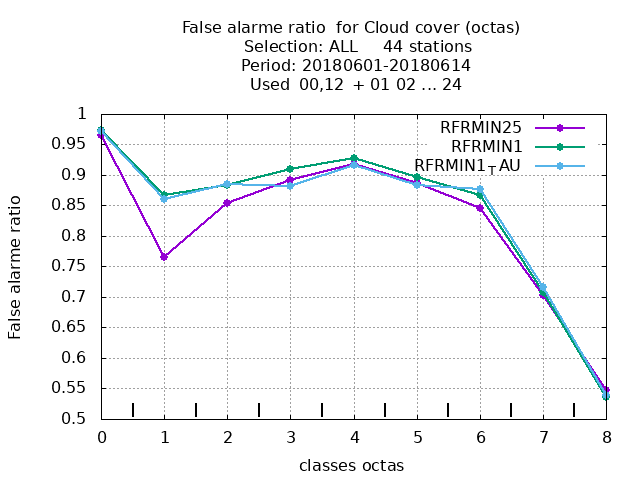 False alarme ratio  for Cloud cover (octas)
Selection: ALL     44 stations
Period: 20180601-20180614
Used  00,12  + 01 02 ... 24
RFRMIN25
RFRMIN1
RFRMIN1TAU
1
0.95
0.9
0.85
0.8
0.75
0.7
0.65
0.6
0.55
0.5
False alarme ratio
0 1 2 3 4 5 6 7 8
classes octas